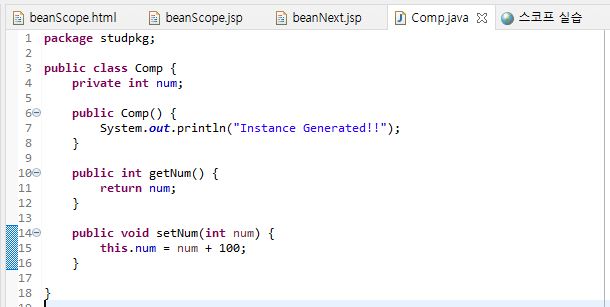 beanScope.html beanScope.jsp beanNext.jsp Comp.java 스코프 실습
1 package studpkg;
2
3 public class Comp {
4     private int num;
5
6     public Comp() {
7         System.out.println("Instance Generated!!");
8     }
9
10     public int getNum() {
11         return num;
12     }
13
14     public void setNum(int num) {
15         this.num = num + 100;
16     }
17
18 }